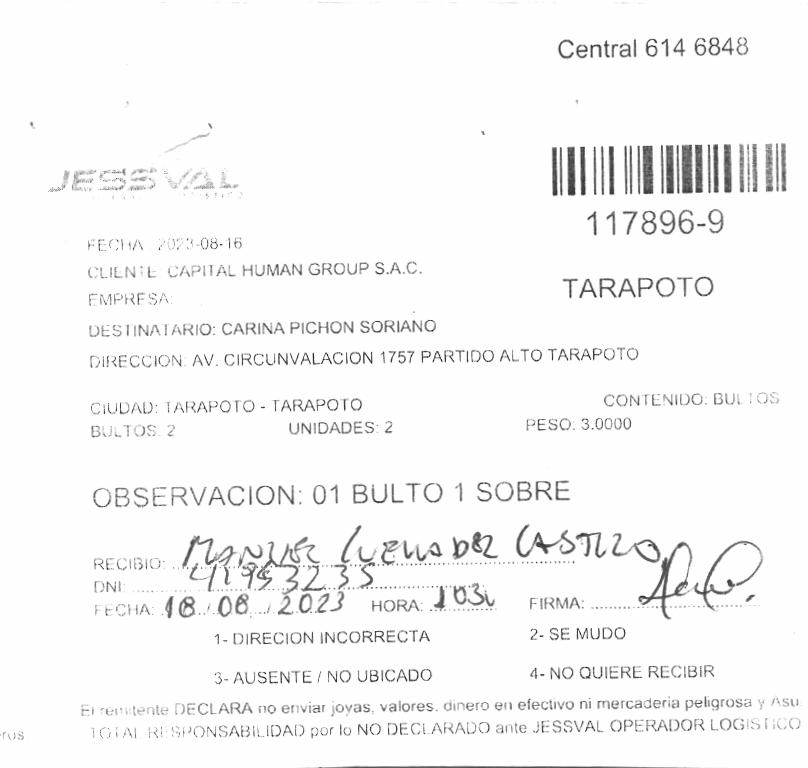 Central 614 6848
JESSVAL
117896-9
FECHA: 2023-08-16
CLIENTE: CAPITAL HUMAN GROUP S.A.C.
EMPRESA:
TARAPOTO
DESTINATARIO: CARINA PICHON SORIANO
DIRECCION: AV. CIRCUNVALACION 1757 PARTIDO ALTO TARAPOTO
CIUDAD: TARAPOTO - TARAPOTO CONTENIDO: BULTOS
BULTOS: 2 UNIDADES: 2 PESO: 3.0000
OBSERVACION: 01 BULTO 1 SOBRE
RECIBIO: MANUEL DEL CASTILLO
DNI: 41953235
FECHA: 18/08/2023 HORA: FIRMA:
1- DIRECION INCORRECTA 2- SE MUDO
3- AUSENTE / NO UBICADO 4- NO QUIERE RECIBIR
El remitente DECLARA no enviar joyas, valores, dinero en efectivo ni mercaderia peligrosa y Asu
TOTAL RESPONSABILIDAD por lo NO DECLARADO ante JESSVAL OPERADOR LOGISTICO